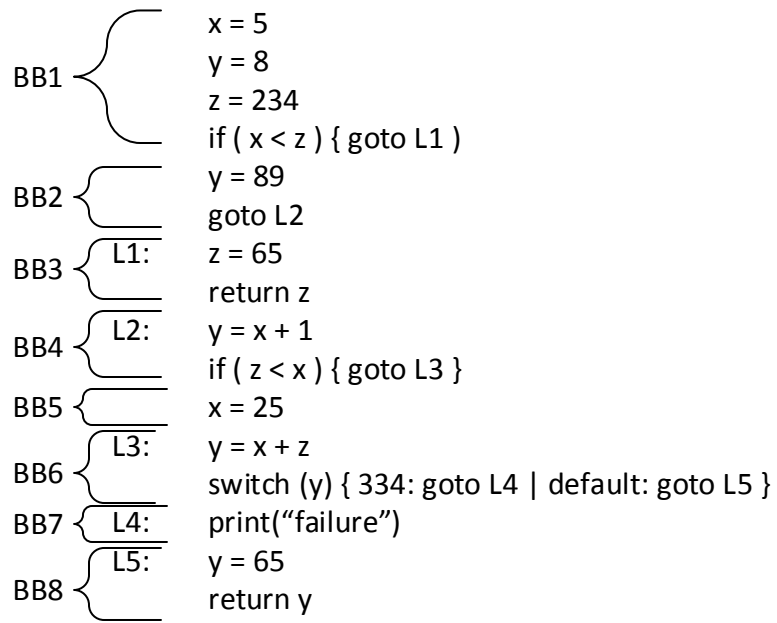 x = 5
y = 8
BB1
z = 234
if ( x < z ) { goto L1 )
y = 89
BB2
goto L2
L1: z = 65
BB3
return z
L2: y = x + 1
BB4
if ( z < x ) { goto L3 }
BB5 x = 25
L3: y = x + z
BB6
switch (y) { 334: goto L4 | default: goto L5 }
BB7 L4: print(“failure”)
L5: y = 65
BB8
return y